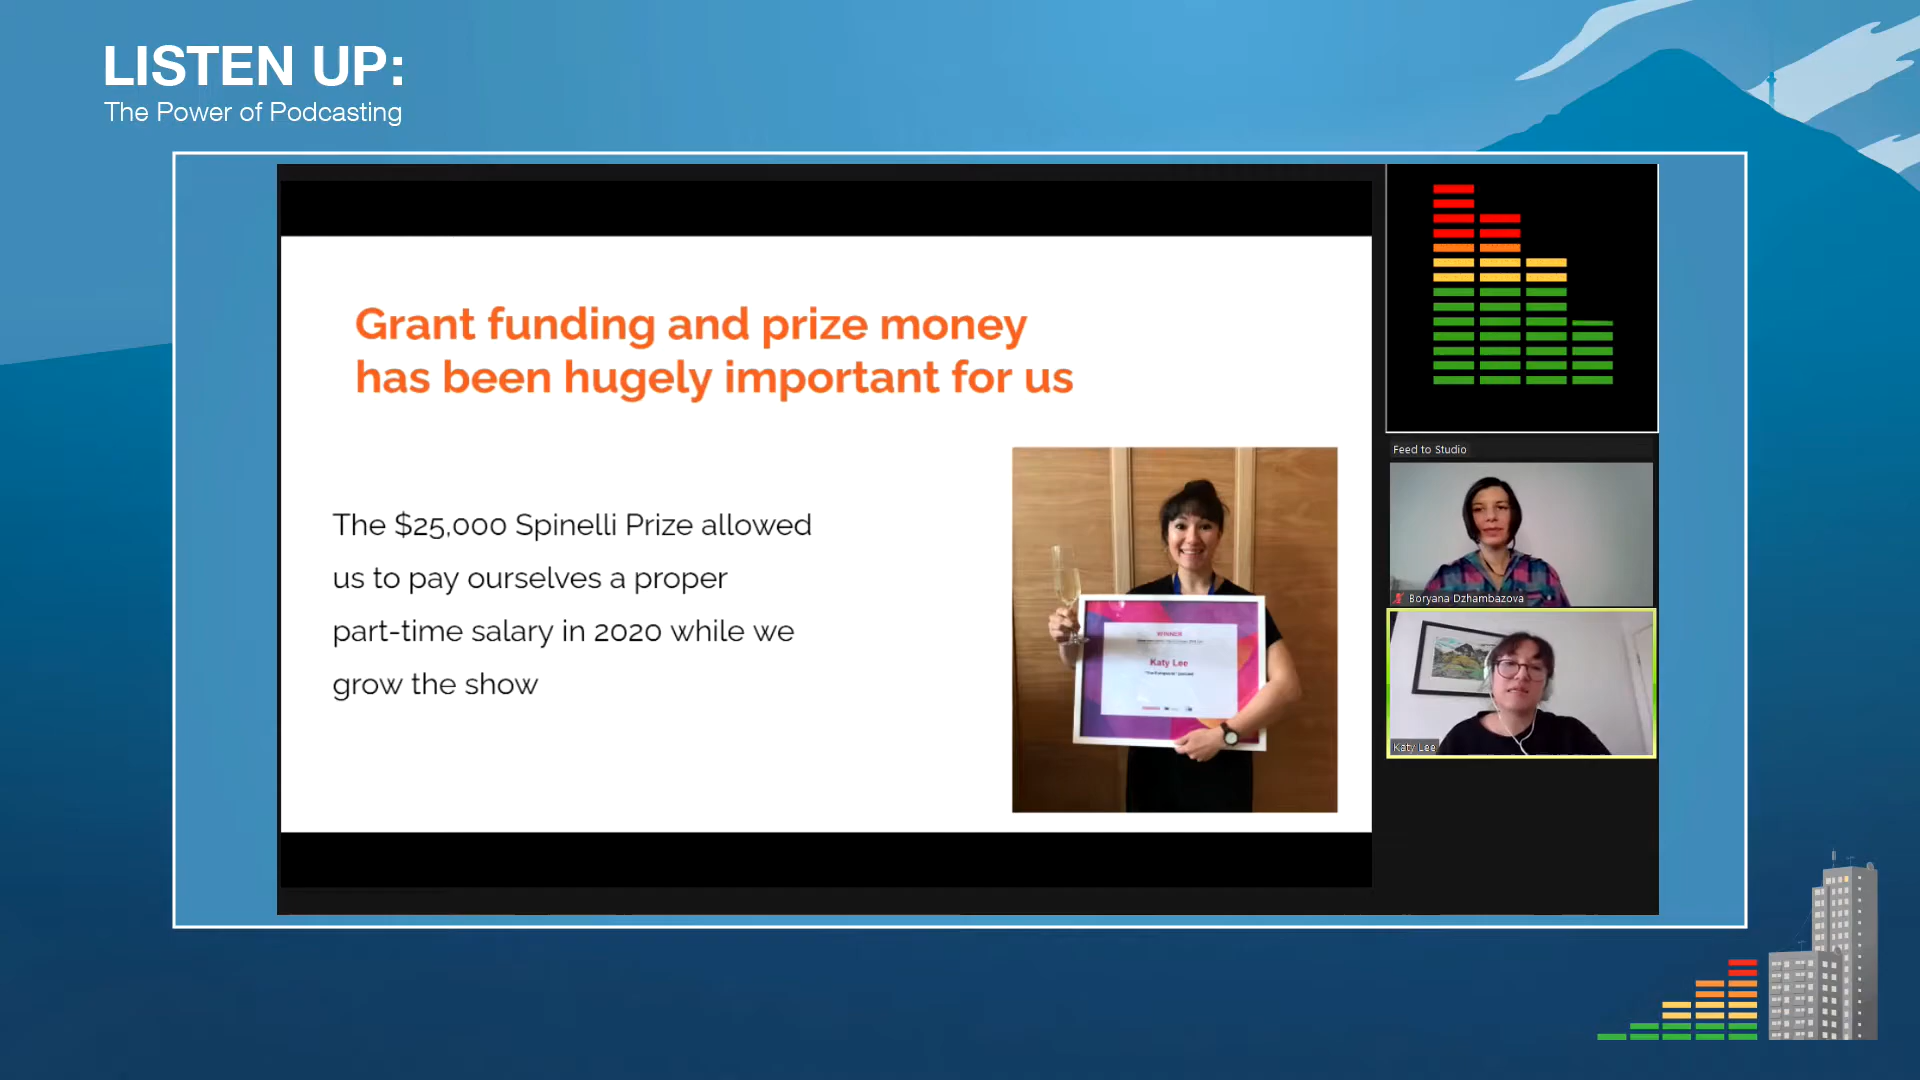 LISTEN UP:
The Power of Podcasting
Grant funding and prize money
has been hugely important for us
The $25,000 Spinelli Prize allowed
us to pay ourselves a proper
part-time salary in 2020 while we
grow the show
WINNER
Katy Lee
Feed to Studio
Boryana Dzhambazova
Katy Lee